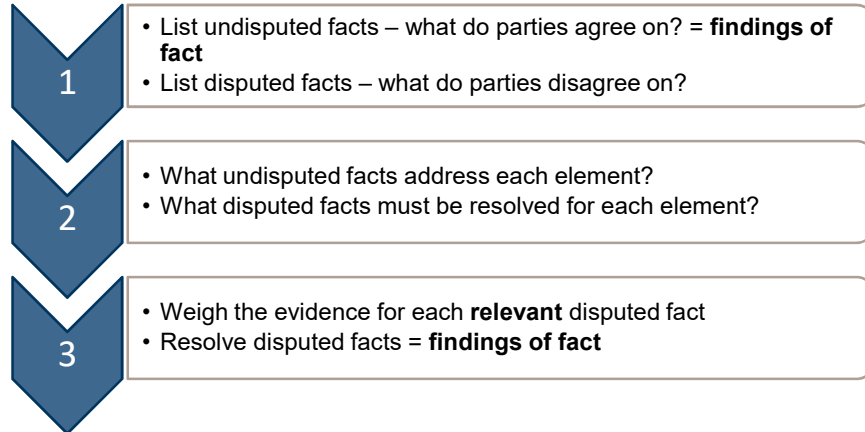 1
• List undisputed facts – what do parties agree on? = findings of
fact
• List disputed facts – what do parties disagree on?
2
• What undisputed facts address each element?
• What disputed facts must be resolved for each element?
3
• Weigh the evidence for each relevant disputed fact
• Resolve disputed facts = findings of fact